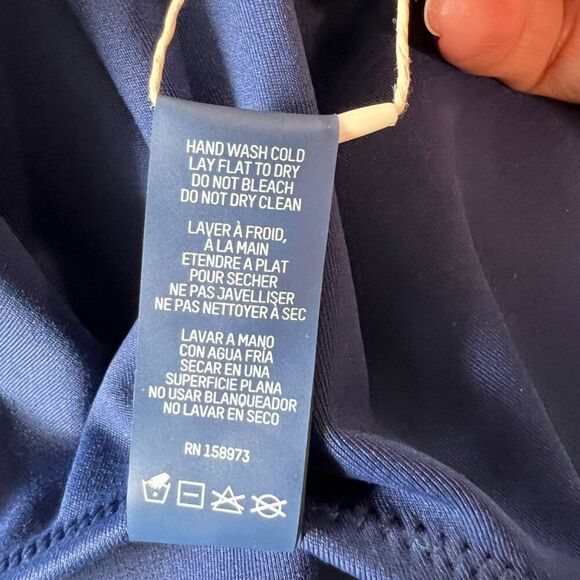 HAND WASH COLD
LAY FLAT TO DRY
DO NOT BLEACH
DO NOT DRY CLEAN
LAVER À FROID,
À LA MAIN
ETENDRE A PLAT
POUR SECHER
NE PAS JAVELLISER
NE PAS NETTOYER À SEC
LAVAR A MANO
CON AGUA FRÍA
SECAR EN UNA
SUPERFICIE PLANA
NO USAR BLANQUEADOR
NO LAVAR EN SECO
RN 158973